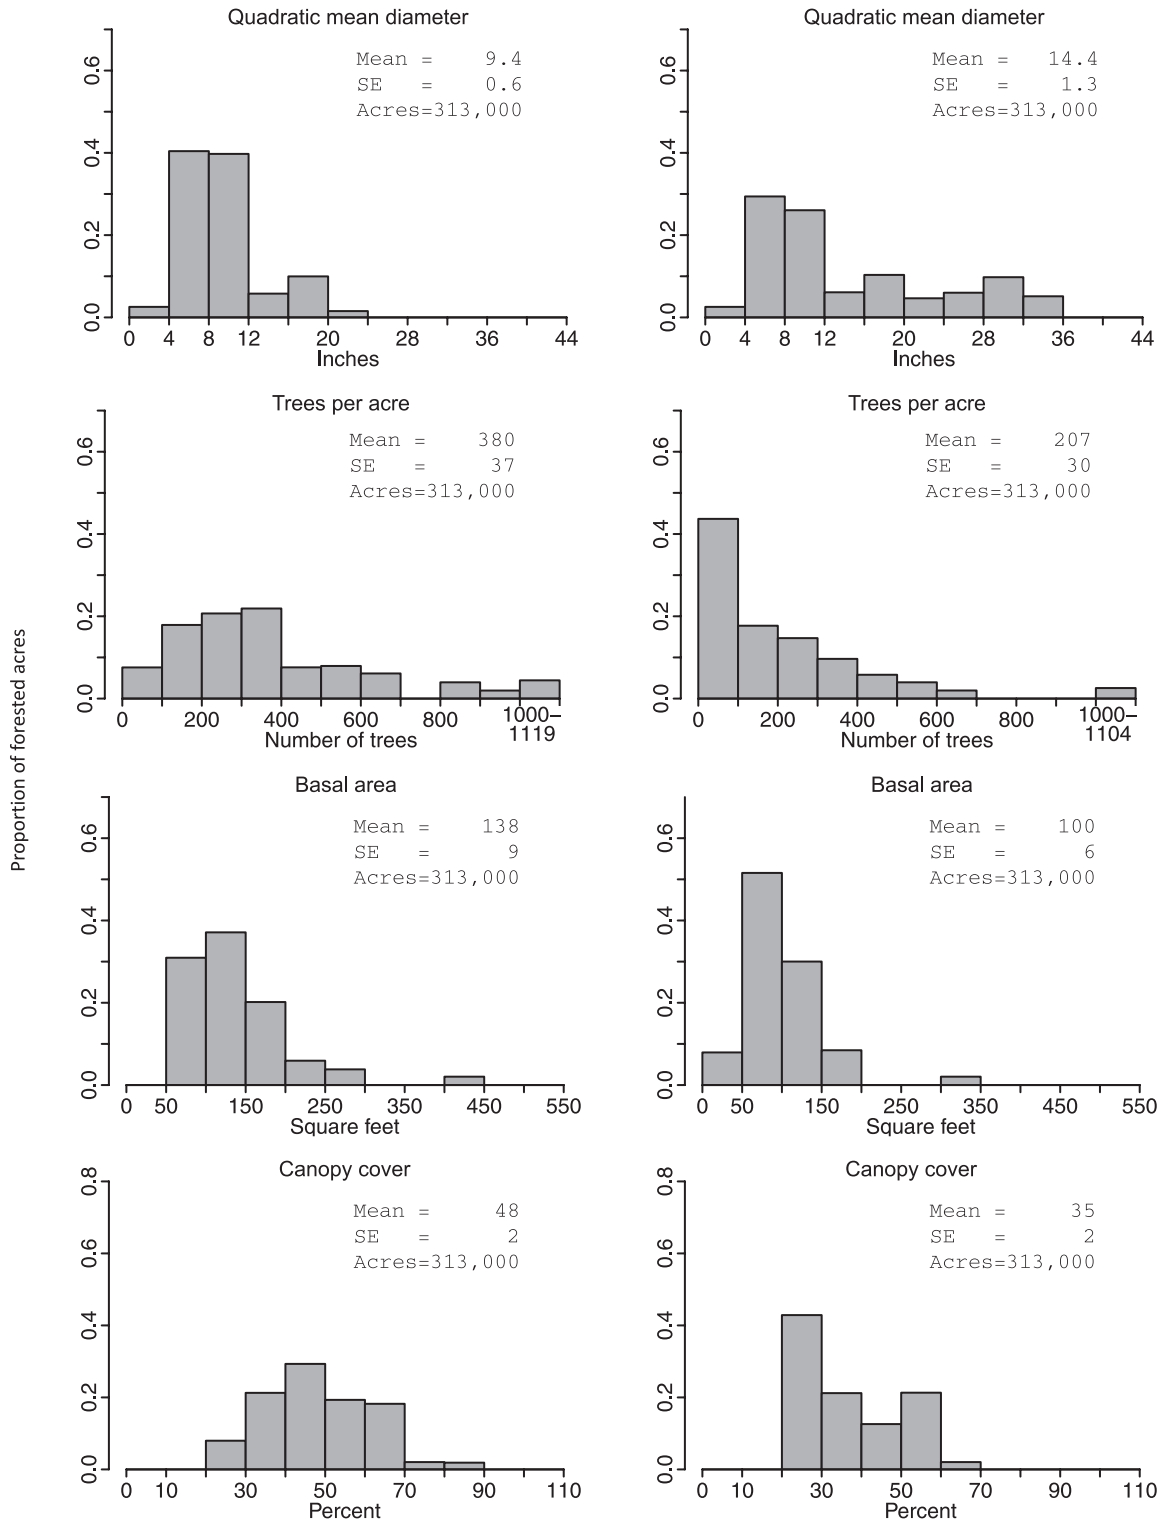 Proportion of forested acres
Quadratic mean diameter
Mean = 9.4
SE = 0.6
Acres=313,000
0.0 0.2 0.4 0.6
0 4 8 12 20 28 36 44
Inches
Quadratic mean diameter
Mean = 14.4
SE = 1.3
Acres=313,000
0.0 0.2 0.4 0.6
0 4 8 12 20 28 36 44
Inches
Trees per acre
Mean = 380
SE = 37
Acres=313,000
0.0 0.2 0.4 0.6
0 200 400 600 800 1000–
1119
Number of trees
Trees per acre
Mean = 207
SE = 30
Acres=313,000
0.0 0.2 0.4 0.6
0 200 400 600 800 1000–
1104
Number of trees
Basal area
Mean = 138
SE = 9
Acres=313,000
0.0 0.2 0.4 0.6
0 50 150 250 350 450 550
Square feet
Basal area
Mean = 100
SE = 6
Acres=313,000
0.0 0.2 0.4 0.6
0 50 150 250 350 450 550
Square feet
Canopy cover
Mean = 48
SE = 2
Acres=313,000
0.0 0.2 0.4 0.6 0.8
0 10 30 50 70 90 110
Percent
Canopy cover
Mean = 35
SE = 2
Acres=313,000
0.0 0.2 0.4 0.6 0.8
0 10 30 50 70 90 110
Percent